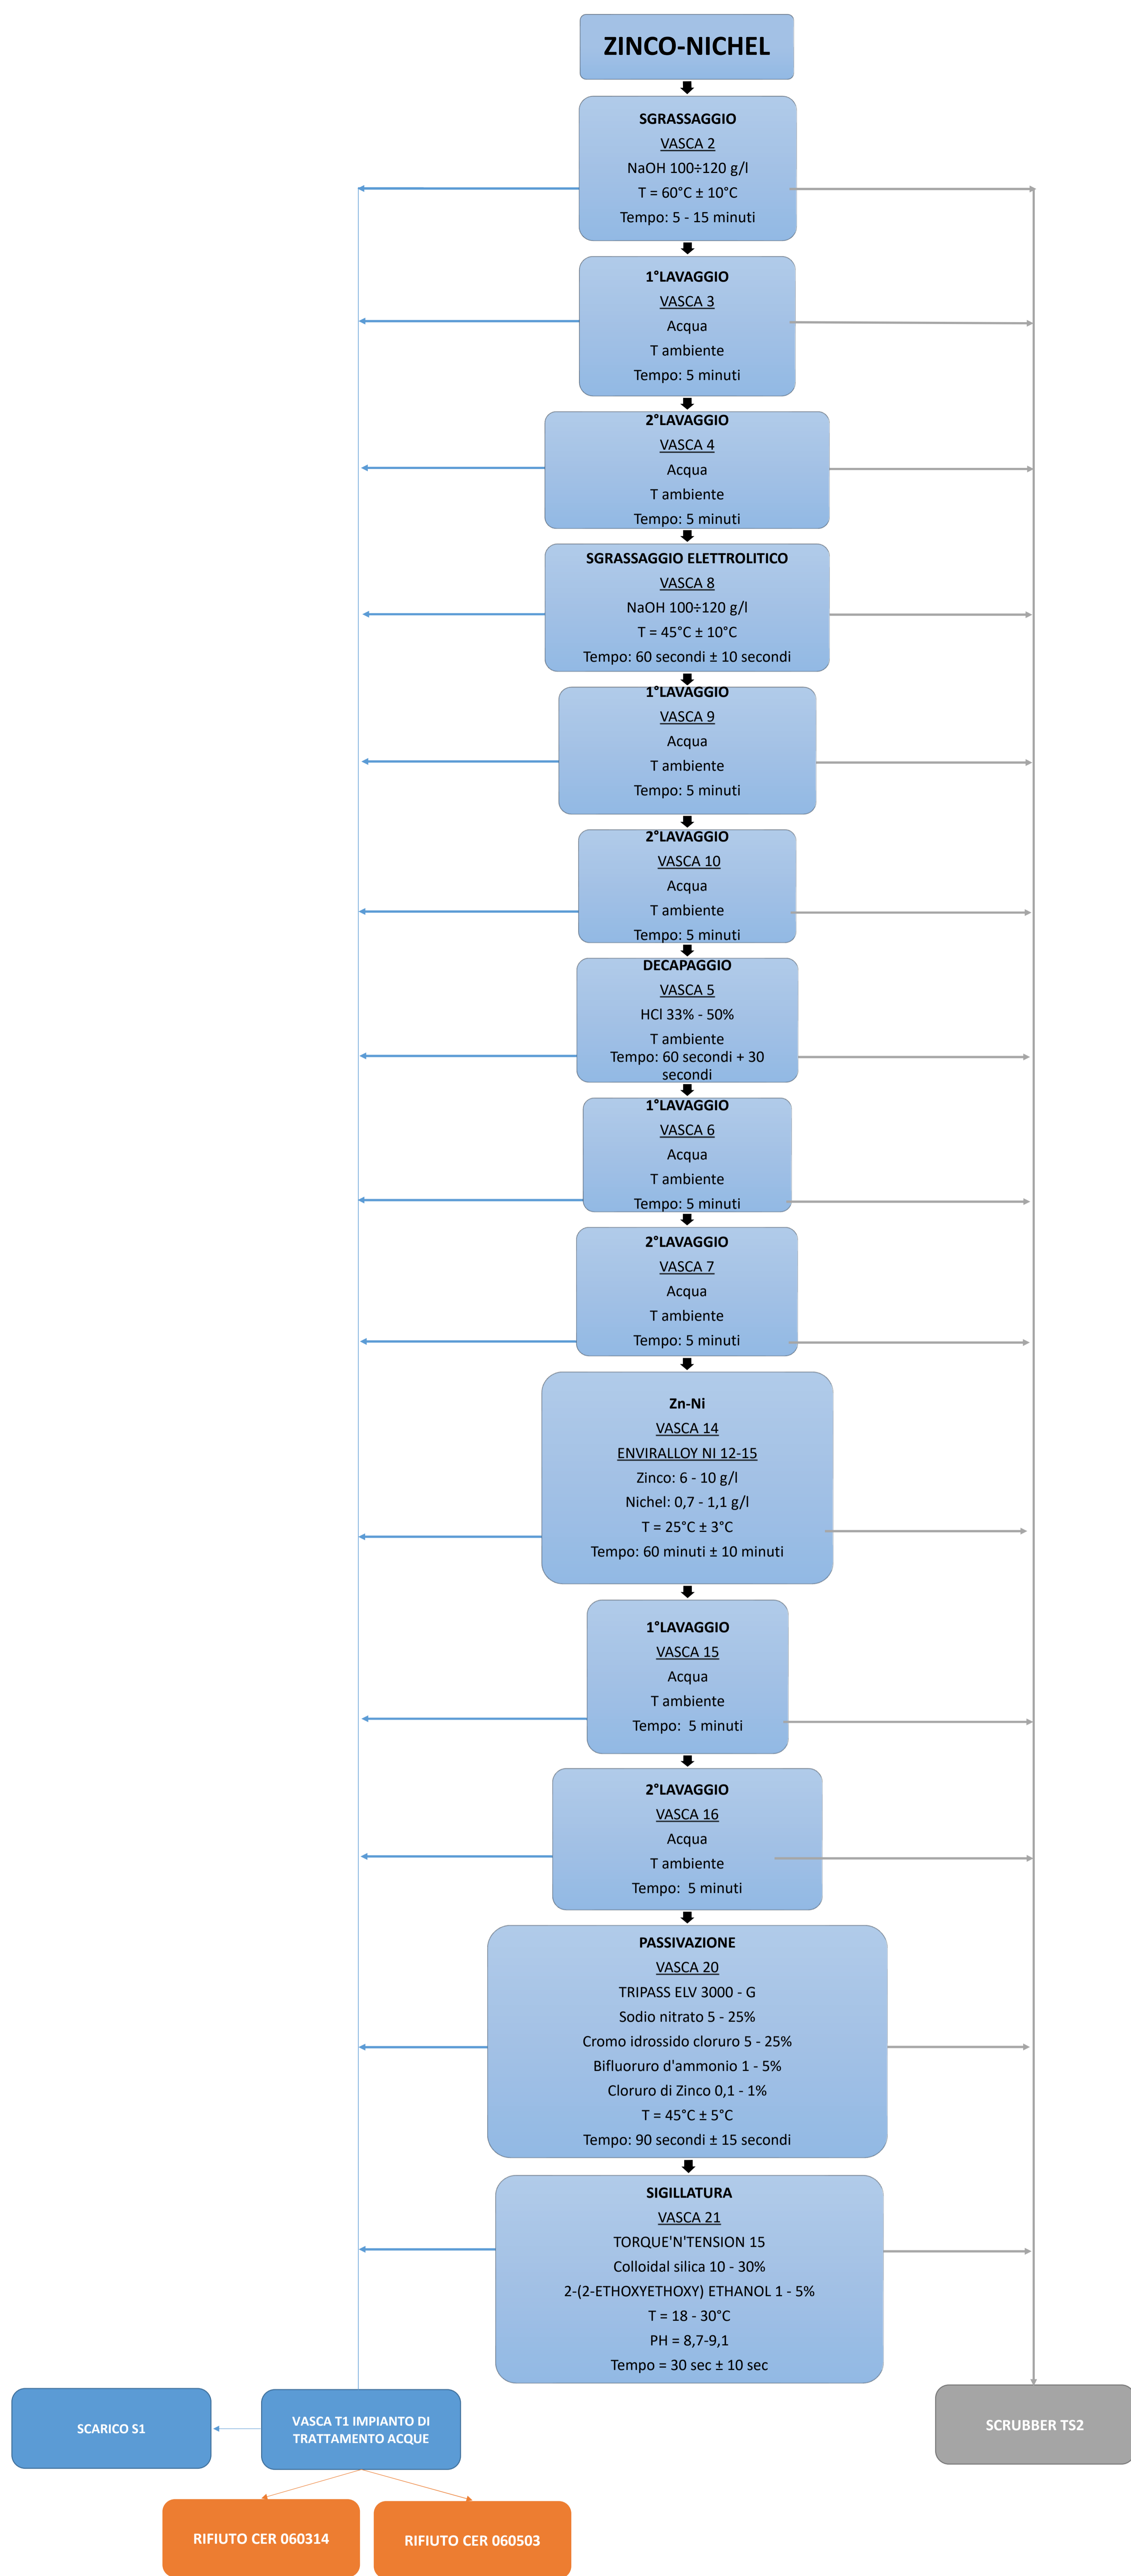 ZINCO-NICHEL
SGRASSAGGIO
VASCA 2
NaOH 100÷120 g/l
T = 60°C ± 10°C
Tempo: 5 - 15 minuti
1°LAVAGGIO
VASCA 3
Acqua
T ambiente
Tempo: 5 minuti
2°LAVAGGIO
VASCA 4
Acqua
T ambiente
Tempo: 5 minuti
SGRASSAGGIO ELETTROLITICO
VASCA 8
NaOH 100÷120 g/l
T = 45°C ± 10°C
Tempo: 60 secondi ± 10 secondi
1°LAVAGGIO
VASCA 9
Acqua
T ambiente
Tempo: 5 minuti
2°LAVAGGIO
VASCA 10
Acqua
T ambiente
Tempo: 5 minuti
DECAPAGGIO
VASCA 5
HCl 33% - 50%
T ambiente
Tempo: 60 secondi + 30
secondi
1°LAVAGGIO
VASCA 6
Acqua
T ambiente
Tempo: 5 minuti
2°LAVAGGIO
VASCA 7
Acqua
T ambiente
Tempo: 5 minuti
Zn-Ni
VASCA 14
ENVIRALLOY NI 12-15
Zinco: 6 - 10 g/l
Nichel: 0,7 - 1,1 g/l
T = 25°C ± 3°C
Tempo: 60 minuti ± 10 minuti
1°LAVAGGIO
VASCA 15
Acqua
T ambiente
Tempo:  5 minuti
2°LAVAGGIO
VASCA 16
Acqua
T ambiente
Tempo:  5 minuti
PASSIVAZIONE
VASCA 20
TRIPASS ELV 3000 - G
Sodio nitrato 5 - 25%
Cromo idrossido cloruro 5 - 25%
Bifluoruro d'ammonio 1 - 5%
Cloruro di Zinco 0,1 - 1%
T = 45°C ± 5°C
Tempo: 90 secondi ± 15 secondi
SIGILLATURA
VASCA 21
TORQUE'N'TENSION 15
Colloidal silica 10 - 30%
2-(2-ETHOXYETHOXY) ETHANOL 1 - 5%
T = 18 - 30°C
PH = 8,7-9,1
Tempo = 30 sec ± 10 sec
SCARICO S1
VASCA T1 IMPIANTO DI
TRATTAMENTO ACQUE
SCRUBBER TS2
RIFIUTO CER 060314
RIFIUTO CER 060503